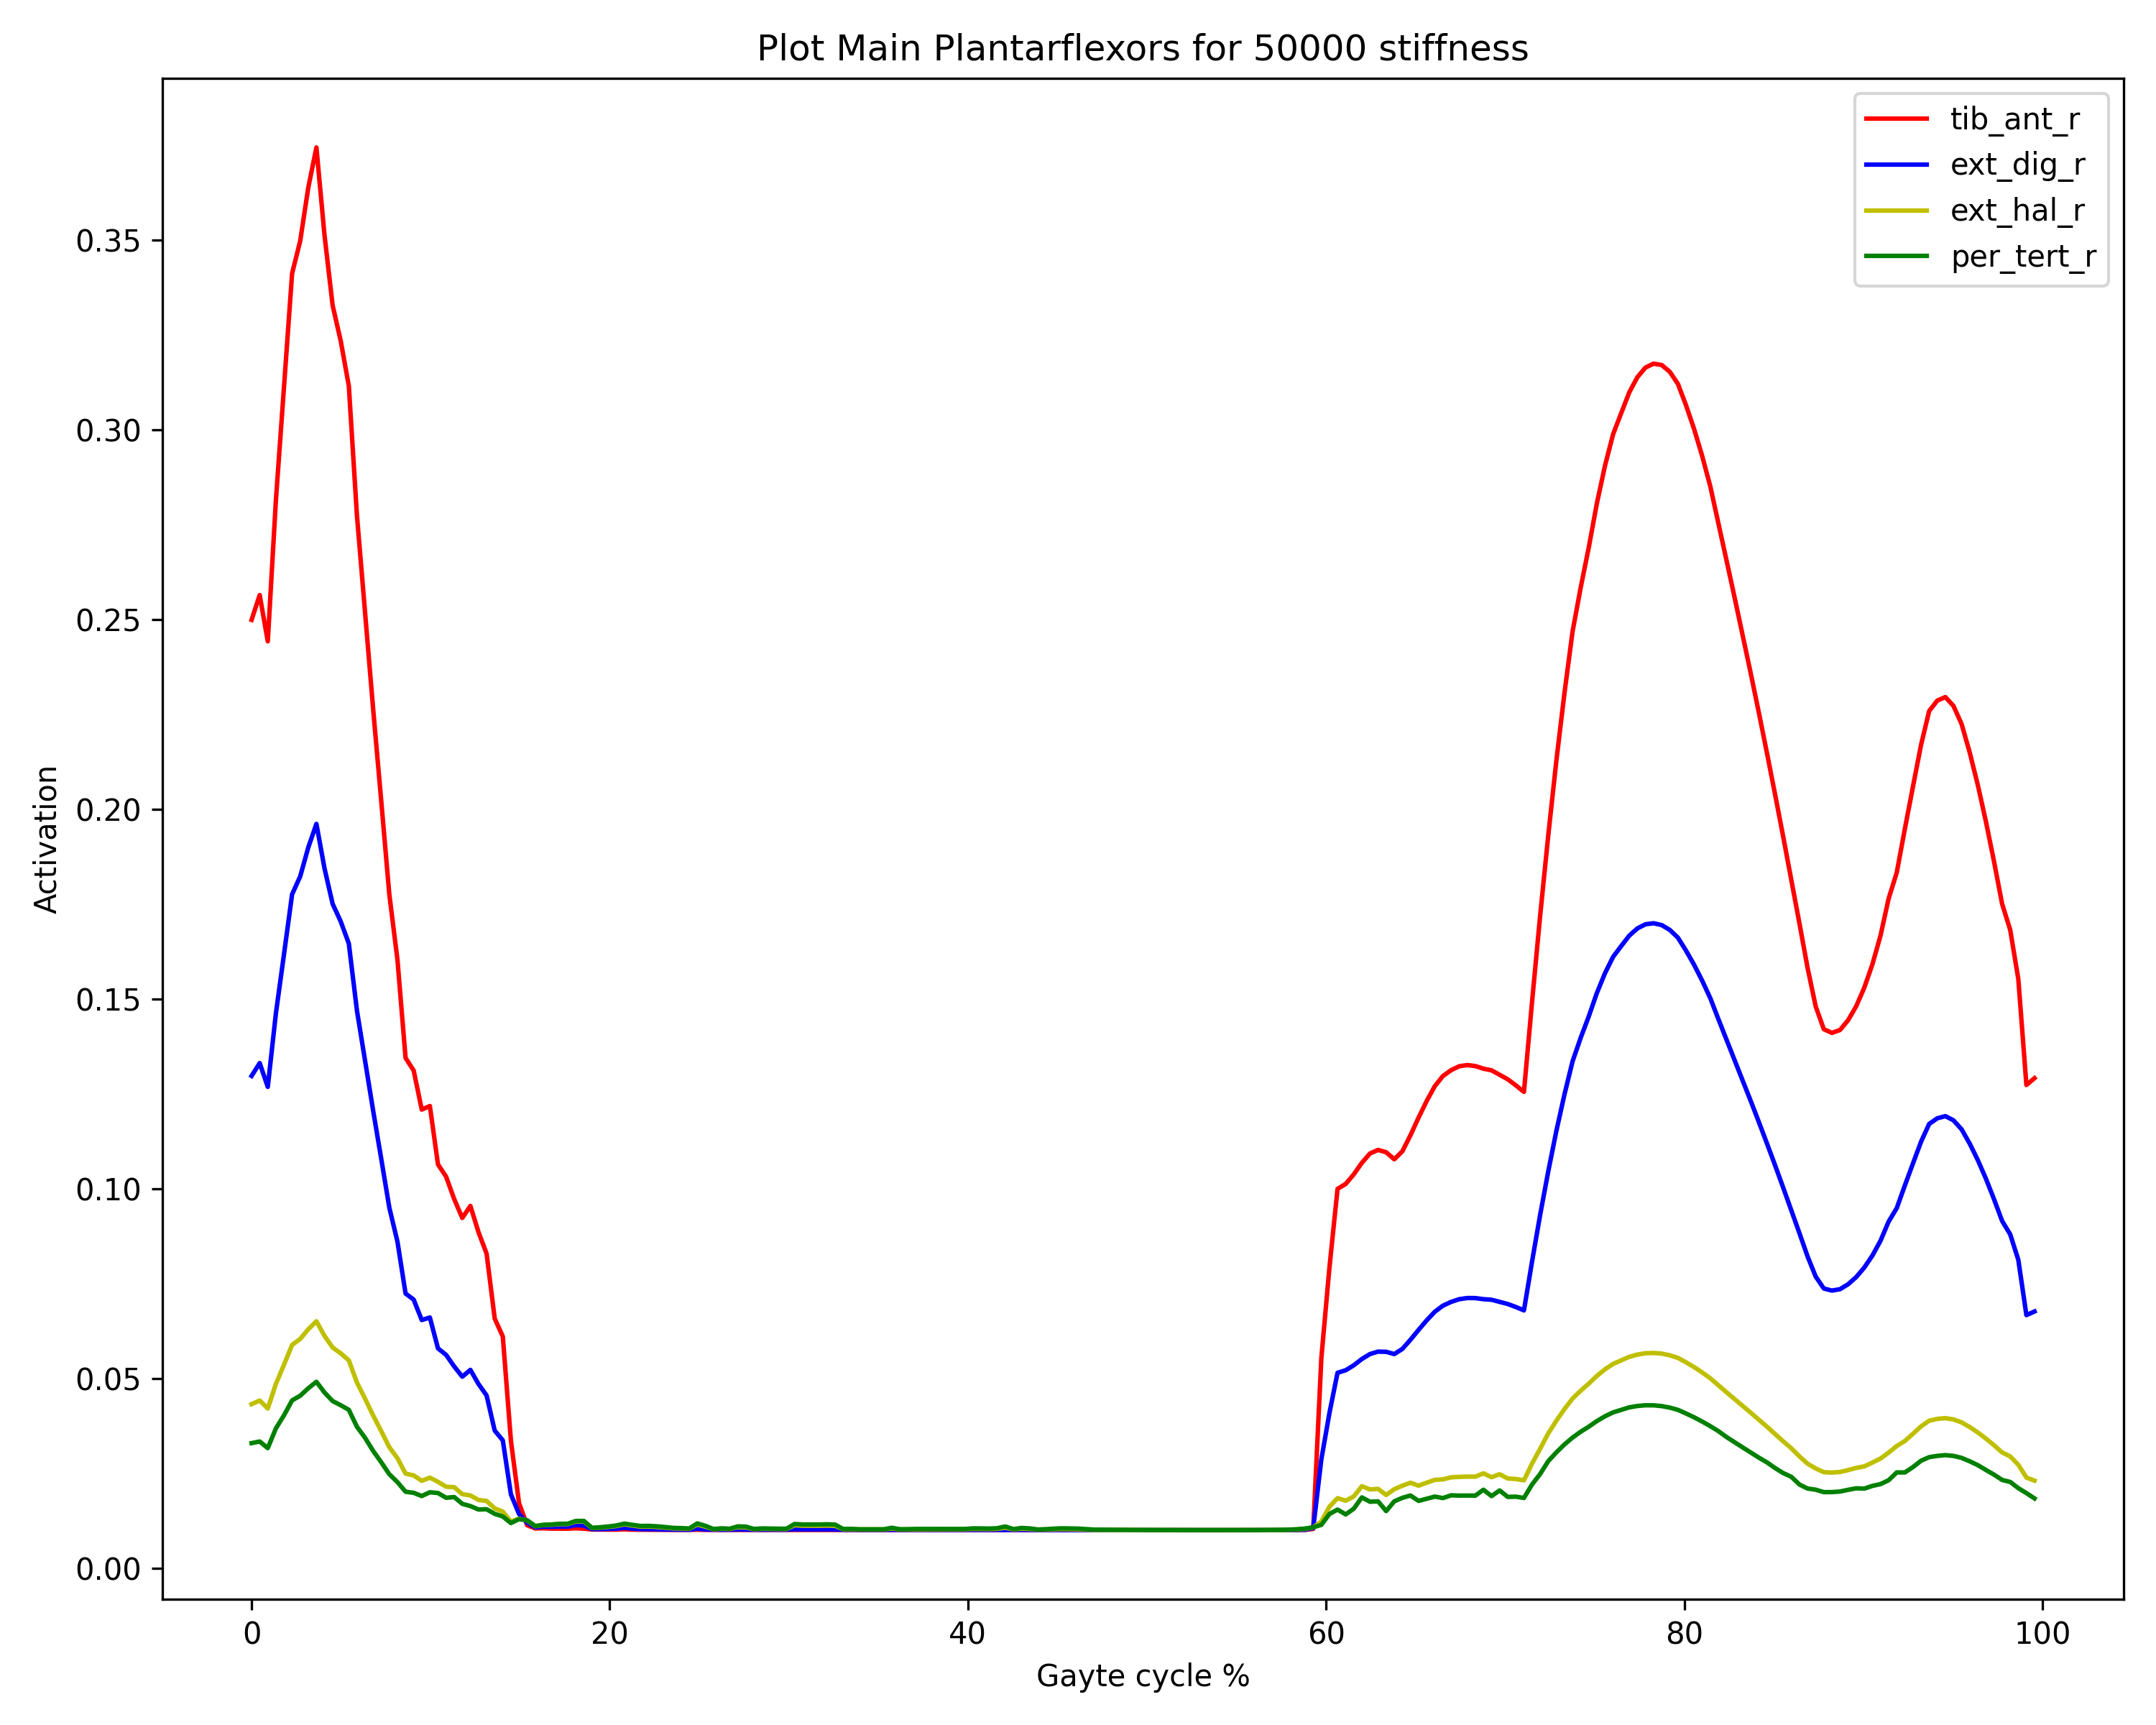 Plot Main Plantarflexors for 50000 stiffness
tib_ant_r
ext_dig_r
ext_hal_r
per_tert_r
0.35
0.30
0.25
0.20
0.15
0.10
0.05
0.00
Activation
0 20 40 60 80 100
Gayte cycle %